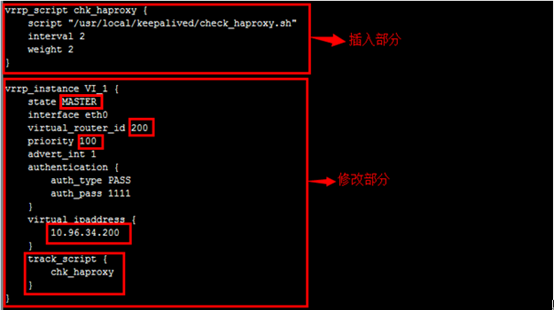 vrrp_script chk_haproxy {
script "/usr/local/keepalived/check_haproxy.sh"
interval 2
weight 2
}
插入部分
vrrp_instance VI_1 {
state MASTER
interface eth0
virtual_router_id 200
priority 100
advert_int 1
authentication {
auth_type PASS
auth_pass 1111
}
修改部分
virtual_ipaddress {
10.96.34.200
}
track_script {
chk_haproxy
}
}